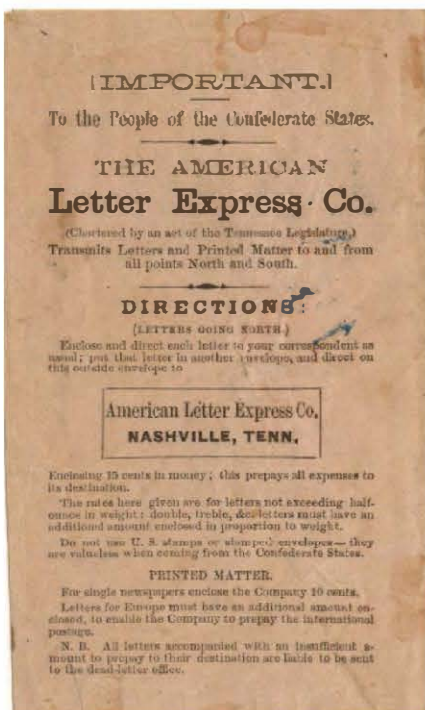 [IMPORTANT.]
To the People of the Confederate States.
THE AMERICAN
Letter Express Co.
(Chartered by an act of the Tennessee Legislature,)
Transmits Letters and Printed Matter to and from
all points North and South.
DIRECTIONS:
(LETTERS GOING NORTH.)
Enclose and direct each letter to your correspondent as
usual; put that letter in another envelope, and direct on
this outside envelope to
American Letter Express Co.
NASHVILLE, TENN.
Enclosing 15 cents in money; this prepays all expenses to
its destination.
The rates here given are for letters not exceeding half-
ounce in weight: double, treble, &c. letters must have an
additional amount enclosed in proportion to weight.
Do not use U. S. stamps or stamped envelopes—they
are valueless when coming from the Confederate States.
PRINTED MATTER.
For single newspapers enclose the Company 10 cents.
Letters for Europe must have an additional amount en-
closed, to enable the Company to prepay the international
postage.
N. B. All letters accompanied with an insufficient a-
mount to prepay to their destination are liable to be sent
to the dead-letter office.